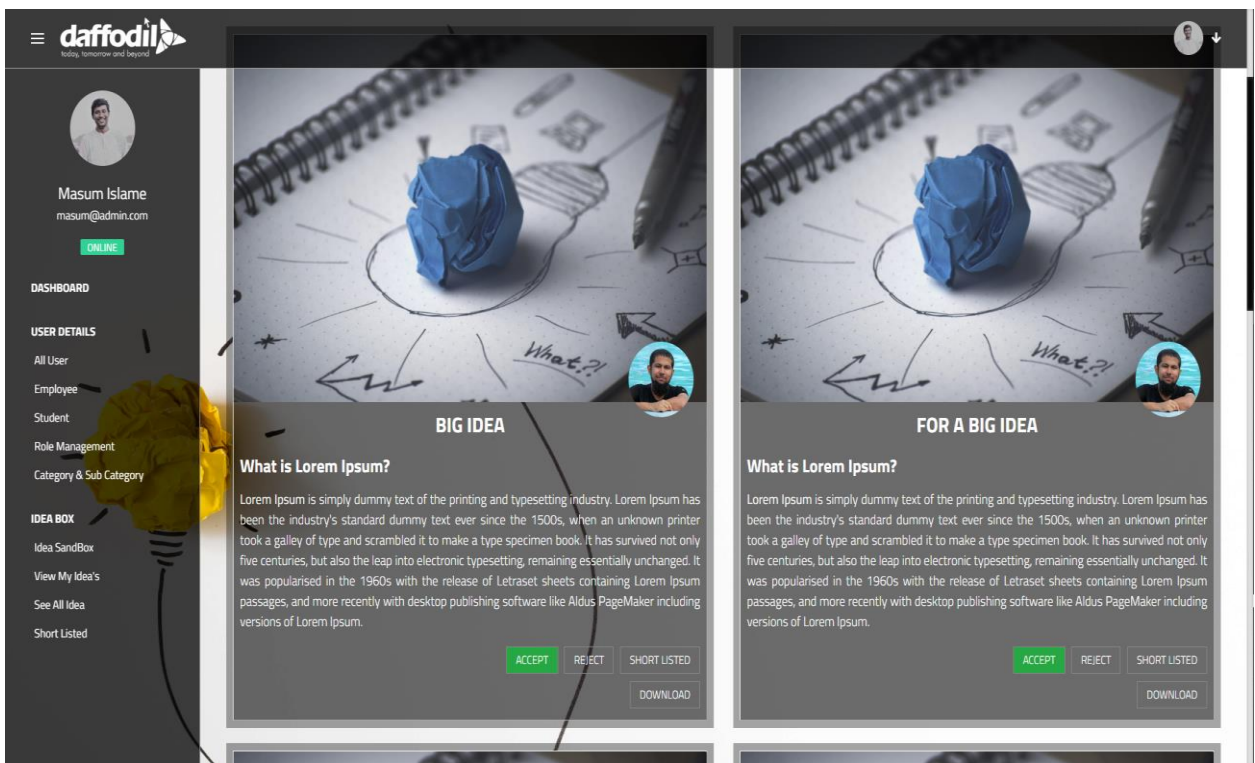 daffodil
today, tomorrow and beyond
Masum Islame
masum@admin.com
ONLINE
DASHBOARD
USER DETAILS
All User
Employee
Student
Role Management
Category & Sub Category
IDEA BOX
Idea SandBox
View My Idea's
See All Idea
Short Listed
What?!
BIG IDEA
What is Lorem Ipsum?
Lorem Ipsum is simply dummy text of the printing and typesetting industry. Lorem Ipsum has
been the industry's standard dummy text ever since the 1500s, when an unknown printer
took a galley of type and scrambled it to make a type specimen book. It has survived not only
five centuries, but also the leap into electronic typesetting, remaining essentially unchanged. It
was popularised in the 1960s with the release of Letraset sheets containing Lorem Ipsum
passages, and more recently with desktop publishing software like Aldus PageMaker including
versions of Lorem Ipsum.
ACCEPT REJECT SHORT LISTED
DOWNLOAD
What?!
FOR A BIG IDEA
What is Lorem Ipsum?
Lorem Ipsum is simply dummy text of the printing and typesetting industry. Lorem Ipsum has
been the industry's standard dummy text ever since the 1500s, when an unknown printer
took a galley of type and scrambled it to make a type specimen book. It has survived not only
five centuries, but also the leap into electronic typesetting, remaining essentially unchanged. It
was popularised in the 1960s with the release of Letraset sheets containing Lorem Ipsum
passages, and more recently with desktop publishing software like Aldus PageMaker including
versions of Lorem Ipsum.
ACCEPT REJECT SHORT LISTED
DOWNLOAD